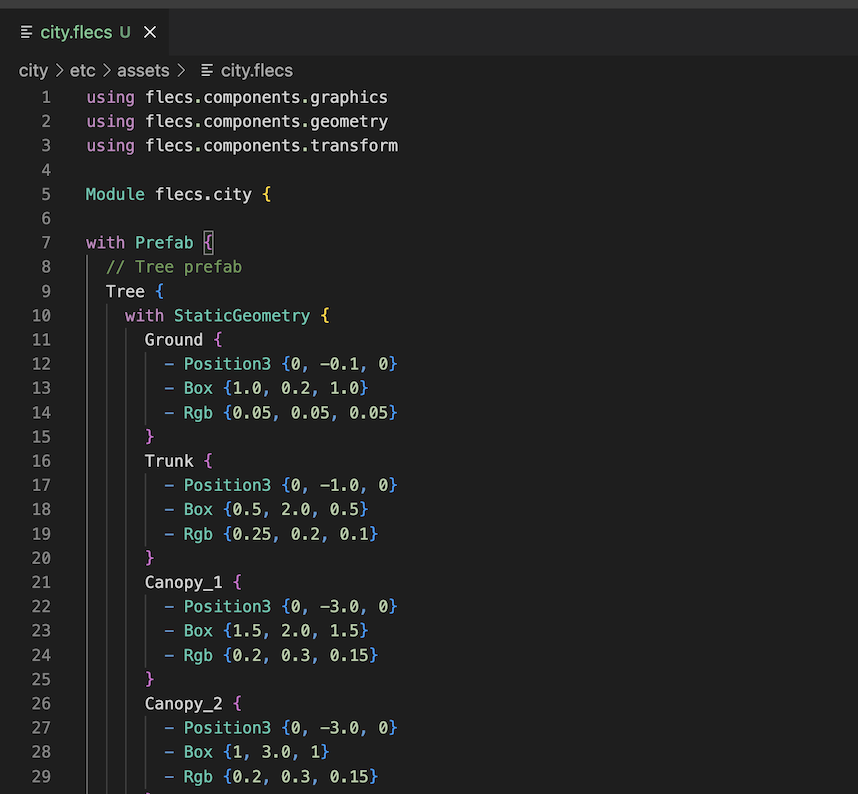 city.flecs U
city > etc > assets > city.flecs
1 using flecs.components.graphics
2 using flecs.components.geometry
3 using flecs.components.transform
4
5 Module flecs.city {
6
7 with Prefab {
8   // Tree prefab
9   Tree {
10     with StaticGeometry {
11       Ground {
12         - Position3 {0, -0.1, 0}
13         - Box {1.0, 0.2, 1.0}
14         - Rgb {0.05, 0.05, 0.05}
15       }
16       Trunk {
17         - Position3 {0, -1.0, 0}
18         - Box {0.5, 2.0, 0.5}
19         - Rgb {0.25, 0.2, 0.1}
20       }
21       Canopy_1 {
22         - Position3 {0, -3.0, 0}
23         - Box {1.5, 2.0, 1.5}
24         - Rgb {0.2, 0.3, 0.15}
25       }
26       Canopy_2 {
27         - Position3 {0, -3.0, 0}
28         - Box {1, 3.0, 1}
29         - Rgb {0.2, 0.3, 0.15}